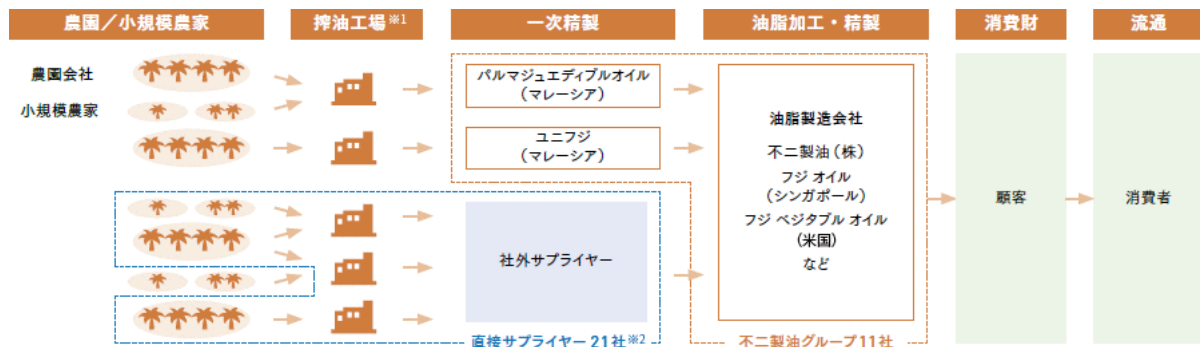 農園／小規模農家
搾油工場※1
一次精製
油脂加工・精製
消費財
流通
農園会社
小規模農家
パルマジュエディブルオイル
（マレーシア）
ユニフジ
（マレーシア）
社外サプライヤー
直接サプライヤー 21社※2
油脂製造会社
不二製油（株）
フジ オイル
（シンガポール）
フジ ベジタブル オイル
（米国）
など
不二製油グループ11社
顧客
消費者